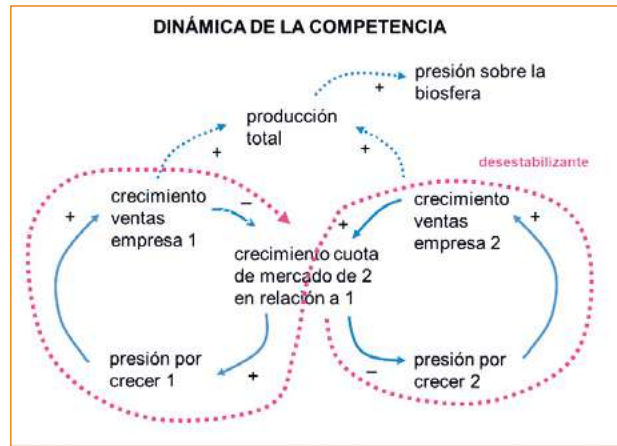 DINÁMICA DE LA COMPETENCIA
presión sobre la
biosfera
+
producción
total
+
+
desestabilizante
+
crecimiento
ventas
empresa 1
–
crecimiento
ventas
empresa 2
+
+
crecimiento cuota
de mercado de 2
en relación a 1
presión por
crecer 1
+
–
presión por
crecer 2